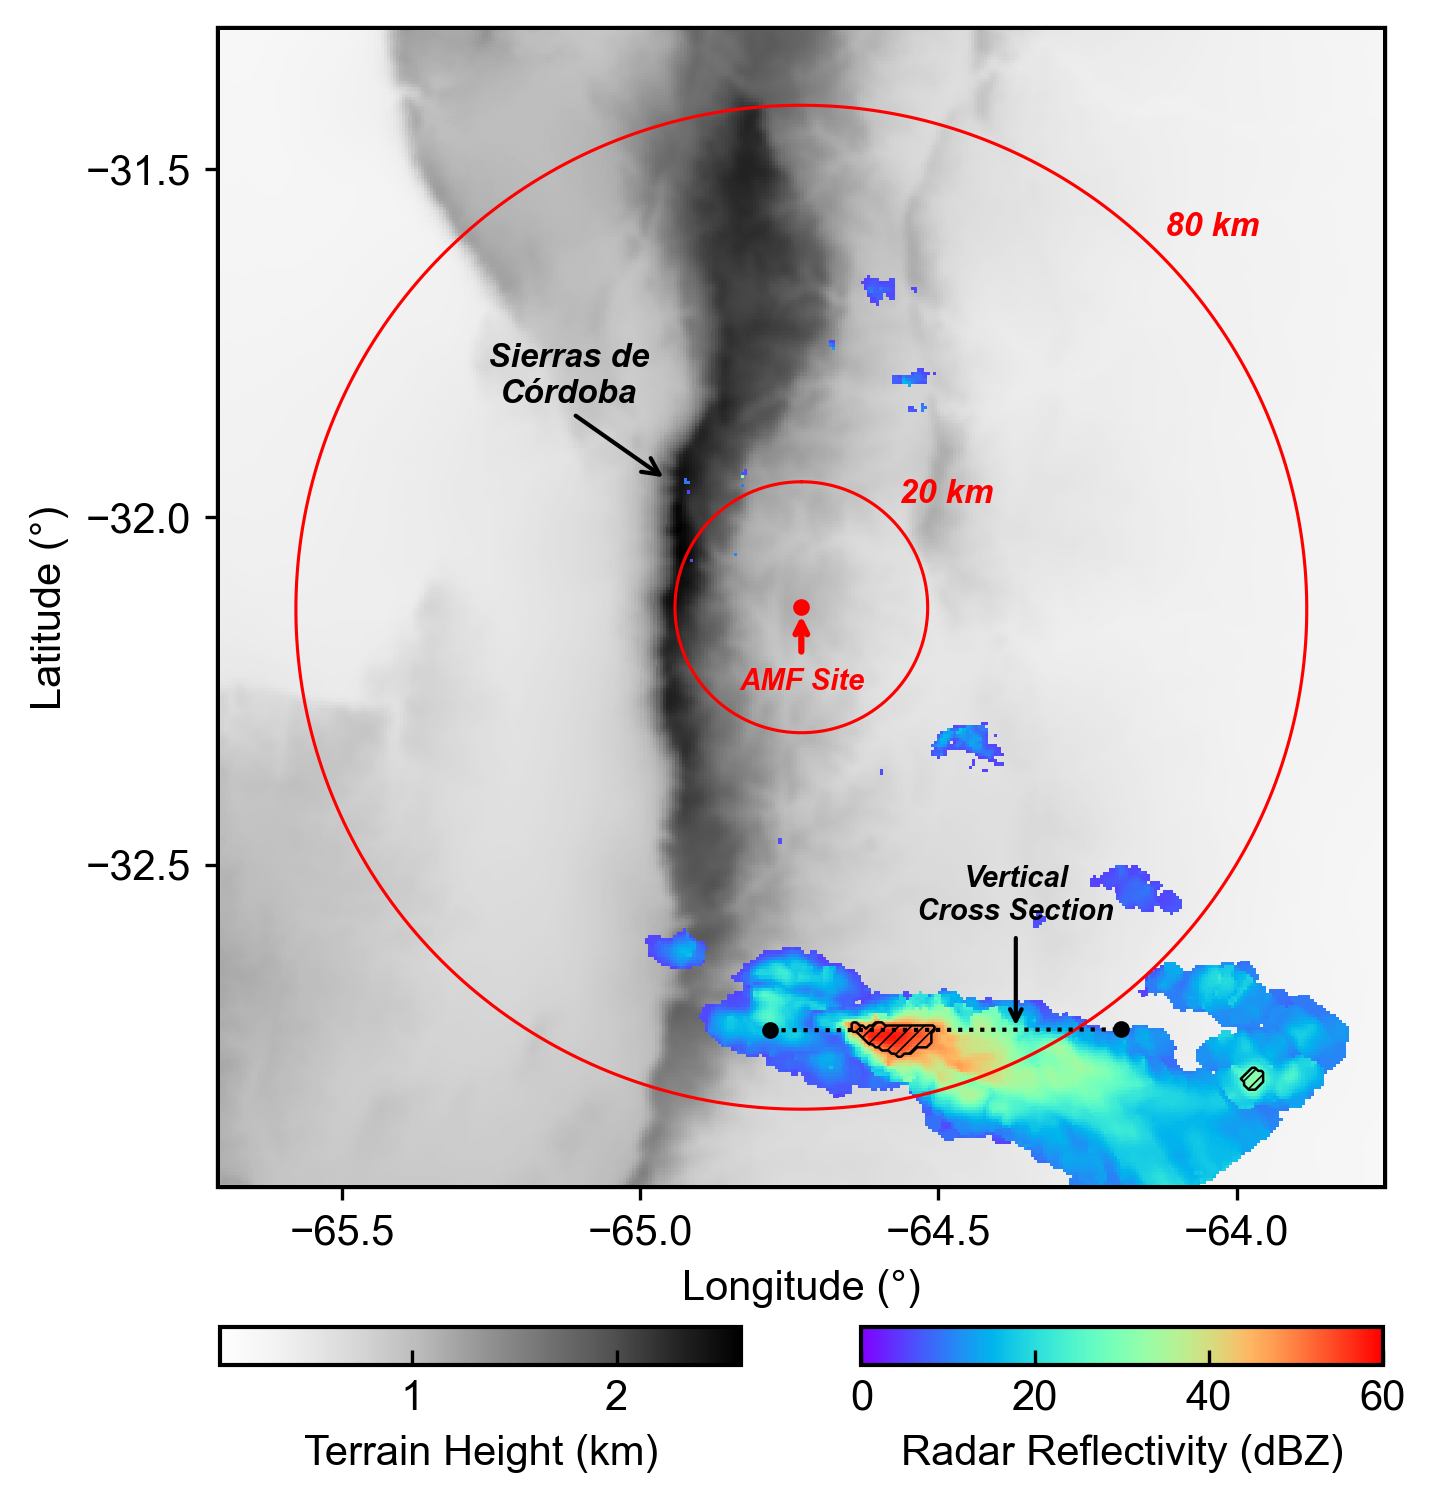 −31.5
80 km
Sierras de
Córdoba
20 km
−32.0
Latitude (°)
AMF Site
−32.5
Vertical
Cross Section
−65.5
−65.0
−64.5
−64.0
Longitude (°)
1
2
Terrain Height (km)
0
20
40
60
Radar Reflectivity (dBZ)